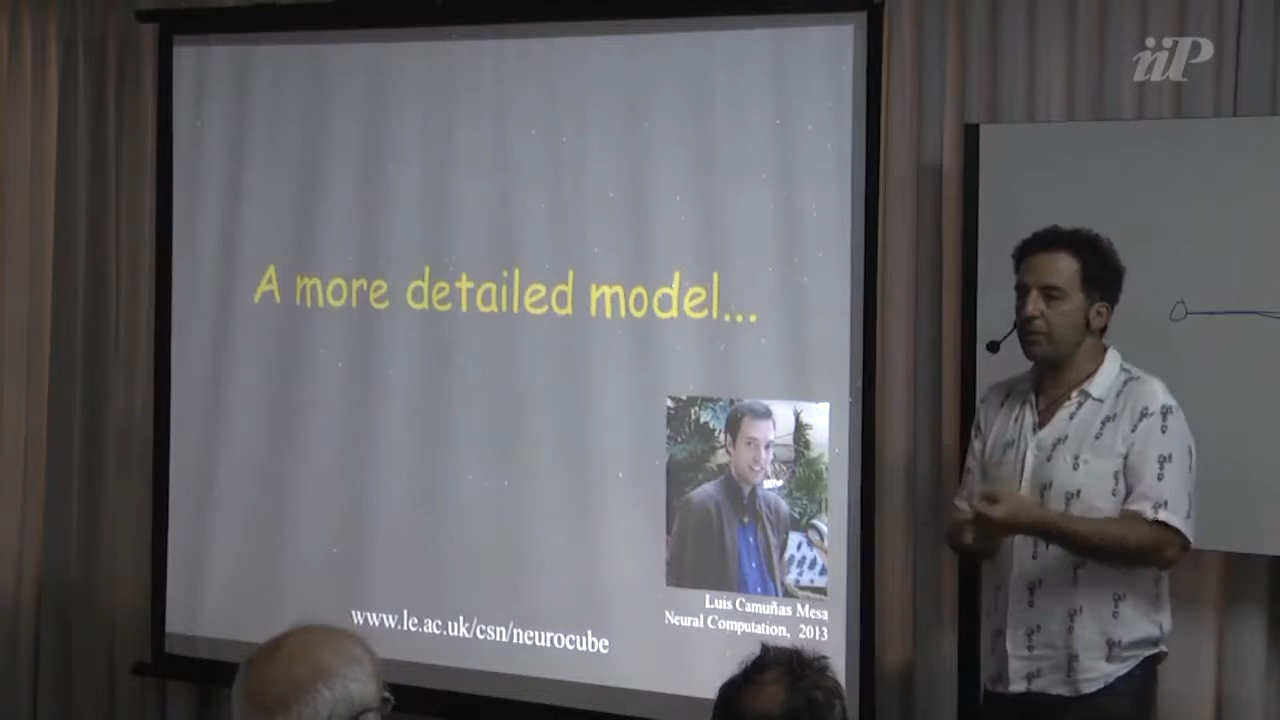 iiP
A more detailed model...
Luis Camuñas Mesa
Neural Computation, 2013
www.le.ac.uk/csn/neurocube